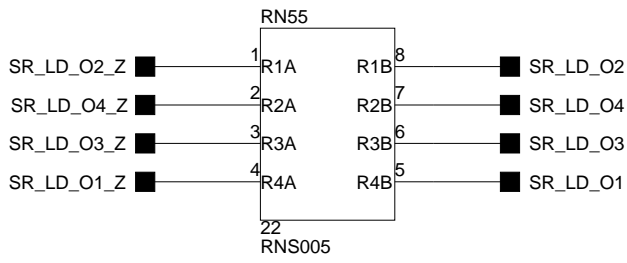 RN55
SR_LD_O2_Z 1 R1A R1B 8 SR_LD_O2
SR_LD_O4_Z 2 R2A R2B 7 SR_LD_O4
SR_LD_O3_Z 3 R3A R3B 6 SR_LD_O3
SR_LD_O1_Z 4 R4A R4B 5 SR_LD_O1
22
RNS005